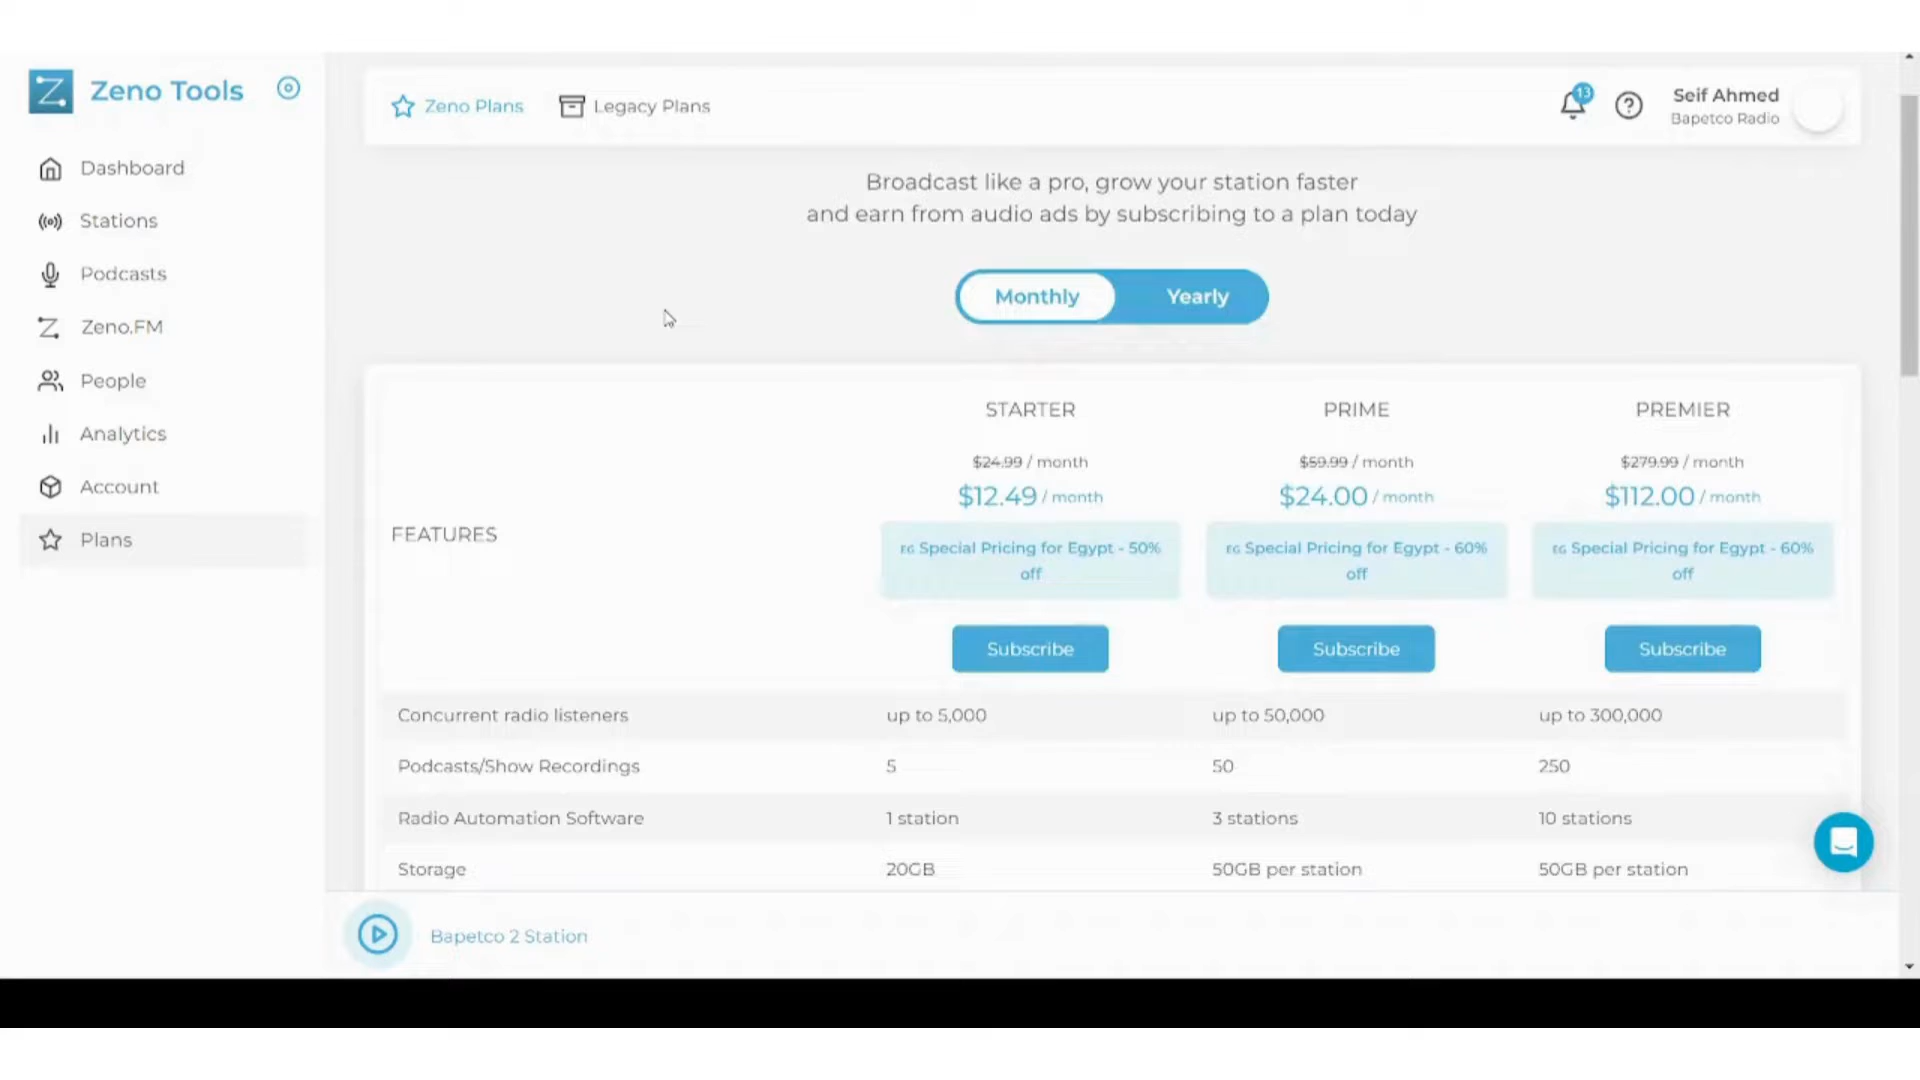 Zeno Tools
Dashboard
Stations
Podcasts
Zeno.FM
People
Analytics
Account
Plans
Zeno Plans
Legacy Plans
13
Seif Ahmed
Bapetco Radio
Broadcast like a pro, grow your station faster
and earn from audio ads by subscribing to a plan today
Monthly
Yearly
FEATURES
STARTER
$24.99 / month
$12.49 / month
EG Special Pricing for Egypt - 50%
off
Subscribe
PRIME
$59.99 / month
$24.00 / month
EG Special Pricing for Egypt - 60%
off
Subscribe
PREMIER
$279.99 / month
$112.00 / month
EG Special Pricing for Egypt - 60%
off
Subscribe
Concurrent radio listeners up to 5,000 up to 50,000 up to 300,000
Podcasts/Show Recordings 5 50 250
Radio Automation Software 1 station 3 stations 10 stations
Storage 20GB 50GB per station 50GB per station
Bapetco 2 Station